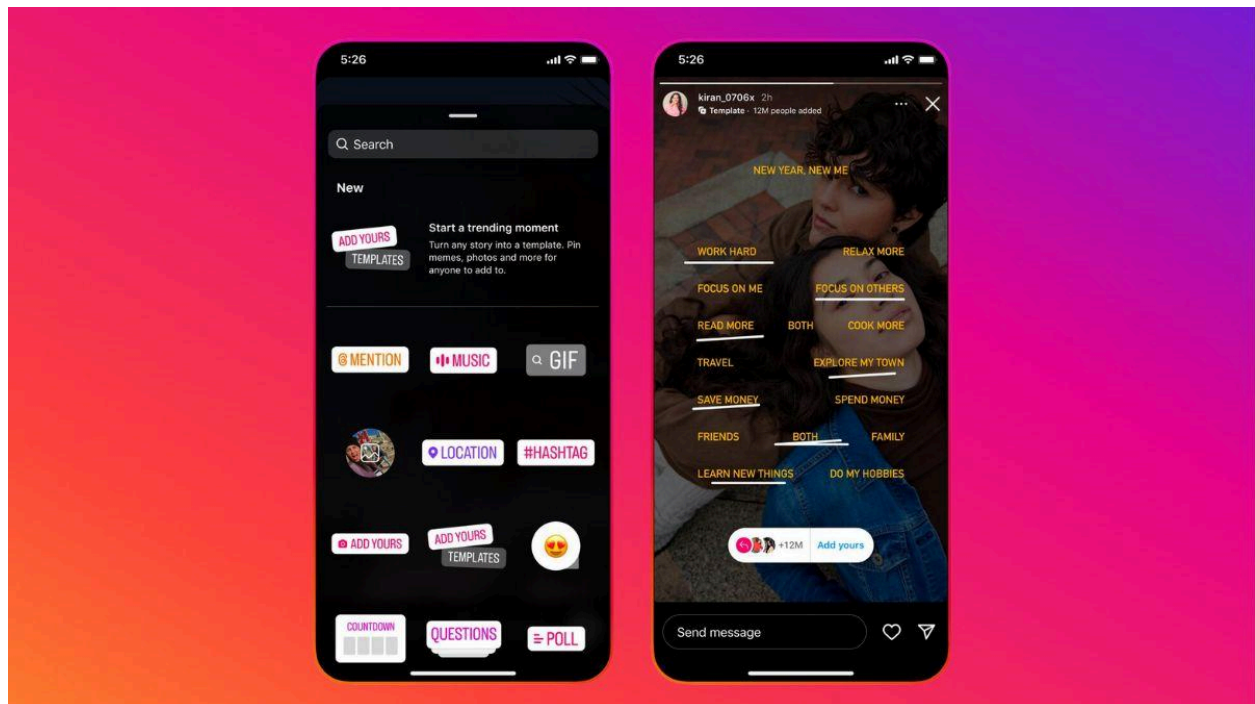 5:26
Search
New
ADD YOURS
TEMPLATES
Start a trending moment
Turn any story into a template. Pin
memes, photos and more for
anyone to add to.
MENTION
MUSIC
GIF
LOCATION
#HASHTAG
ADD YOURS
ADD YOURS
TEMPLATES
COUNTDOWN
QUESTIONS
POLL
5:26
kiran_0706x 2h
Template · 12M people added
NEW YEAR, NEW ME
WORK HARD RELAX MORE
FOCUS ON ME FOCUS ON OTHERS
READ MORE BOTH COOK MORE
TRAVEL EXPLORE MY TOWN
SAVE MONEY SPEND MONEY
FRIENDS BOTH FAMILY
LEARN NEW THINGS DO MY HOBBIES
+12M Add yours
Send message